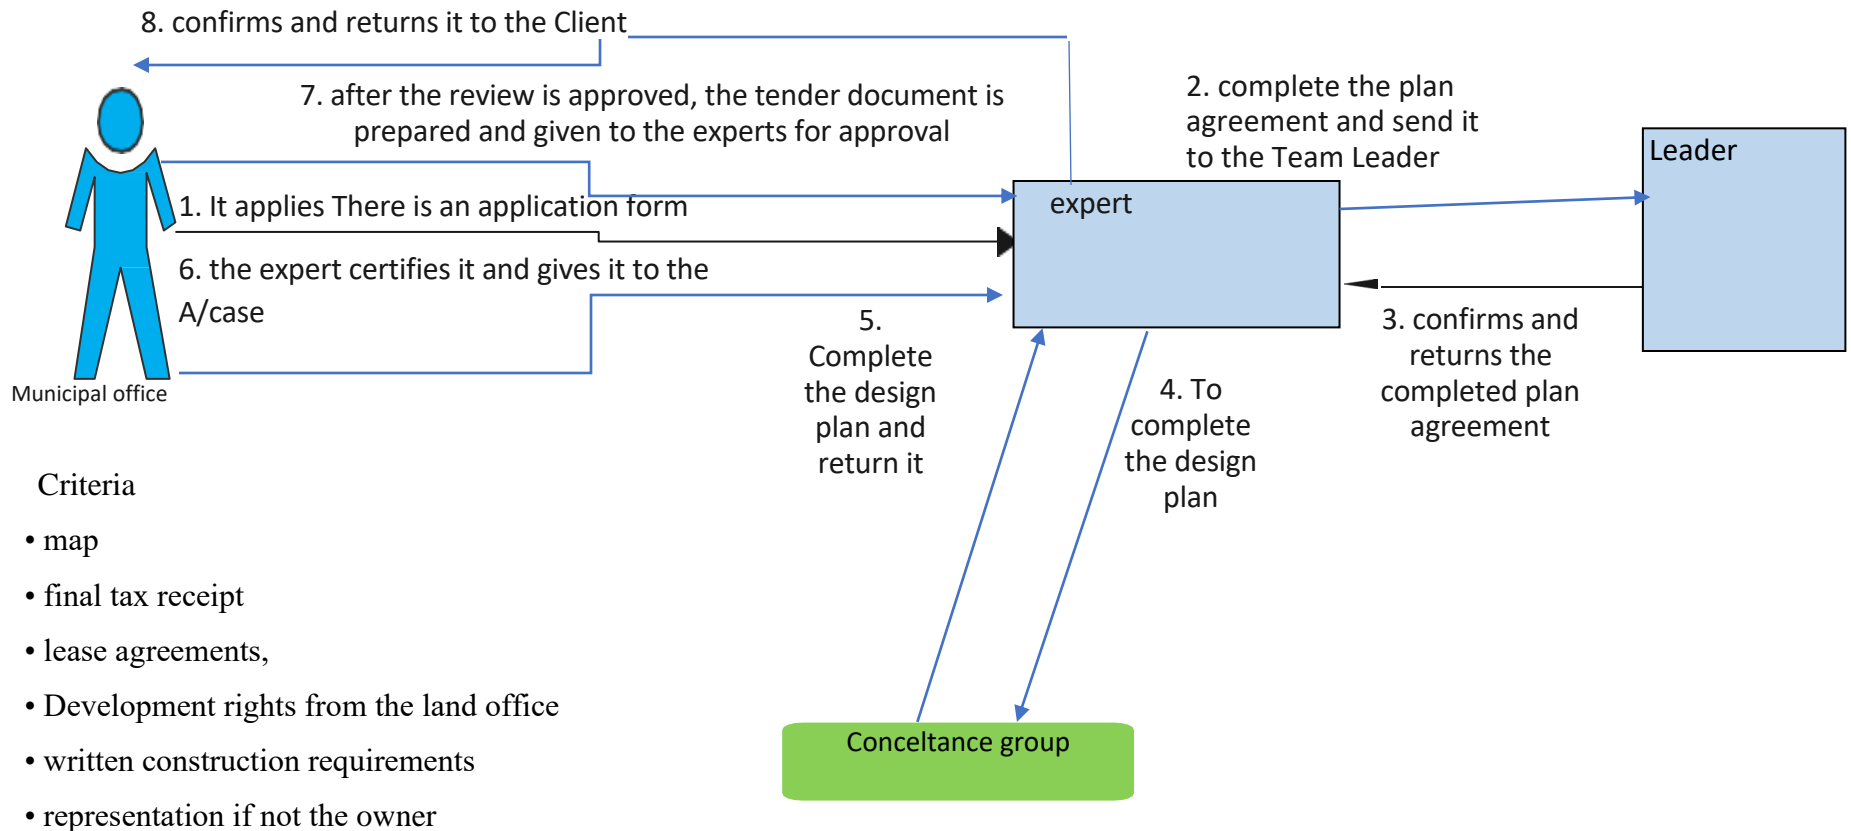 8. confirms and returns it to the Client
7. after the review is approved, the tender document is
prepared and given to the experts for approval
2. complete the plan
agreement and send it
to the Team Leader
Leader
expert
1. It applies There is an application form
6. the expert certifies it and gives it to the
A/case
5.
Complete
the design
plan and
return it
3. confirms and
returns the
completed plan
agreement
4. To
complete
the design
plan
Municipal office
Criteria
• map
• final tax receipt
• lease agreements,
• Development rights from the land office
• written construction requirements
• representation if not the owner
Conceltance group